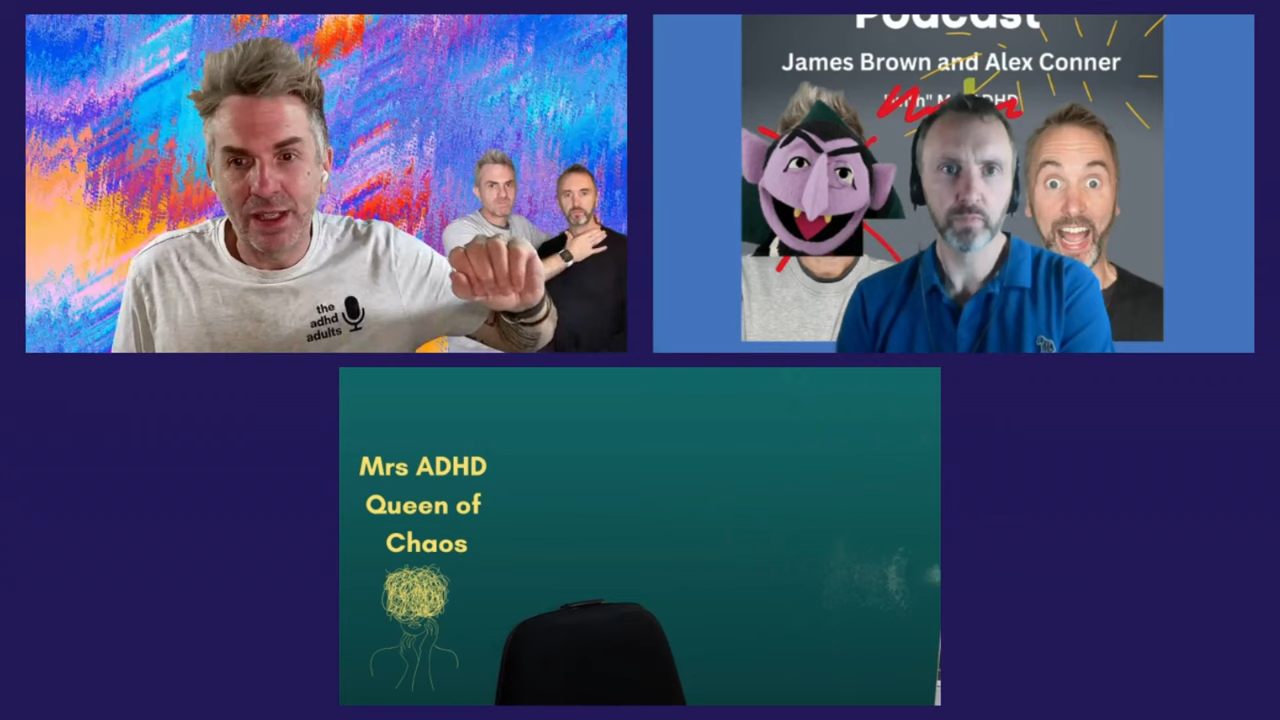 the
adhd
adults
Podcast
James Brown and Alex Conner
Mrs ADHD
Queen of
Chaos